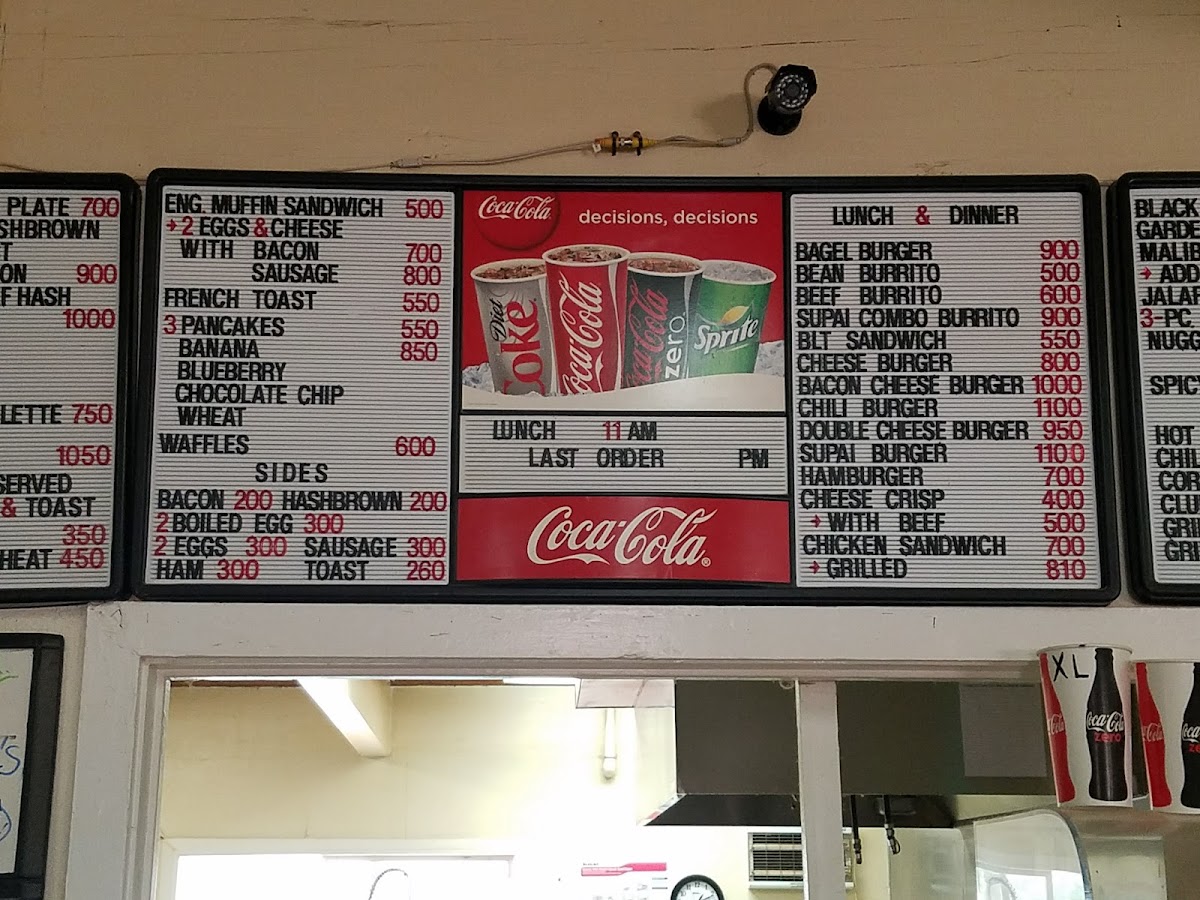 PLATE 700
ON 900
F HASH
1000
LETTE 750
1050
SERVED
& TOAST
350
HEAT 450
ENG. MUFFIN SANDWICH 500
→2 EGGS & CHEESE
WITH BACON 700
SAUSAGE 800
FRENCH TOAST 550
3 PANCAKES 550
BANANA 850
BLUEBERRY
CHOCOLATE CHIP
WHEAT
WAFFLES 600
SIDES
BACON 200 HASHBROWN 200
2 BOILED EGG 300
2 EGGS 300 SAUSAGE 300
HAM 300 TOAST 260
Coca-Cola
decisions, decisions
Diet Coke
Coca-Cola
Coca-Cola zero
Sprite
LUNCH 11 AM
LAST ORDER PM
Coca-Cola®
LUNCH & DINNER
BAGEL BURGER 900
BEAN BURRITO 500
BEEF BURRITO 600
SUPAI COMBO BURRITO 900
BLT SANDWICH 550
CHEESE BURGER 800
BACON CHEESE BURGER 1000
CHILI BURGER 1100
DOUBLE CHEESE BURGER 950
SUPAI BURGER 1100
HAMBURGER 700
CHEESE CRISP 400
→ WITH BEEF 500
CHICKEN SANDWICH 700
→ GRILLED 810
BLACK
GARDE
MALIB
→ ADD
JALAF
3-PC.
NUGG
SPICY
HOT
CHIL
COR
CLU
GRI
GRI
XL
Coca-Cola zero